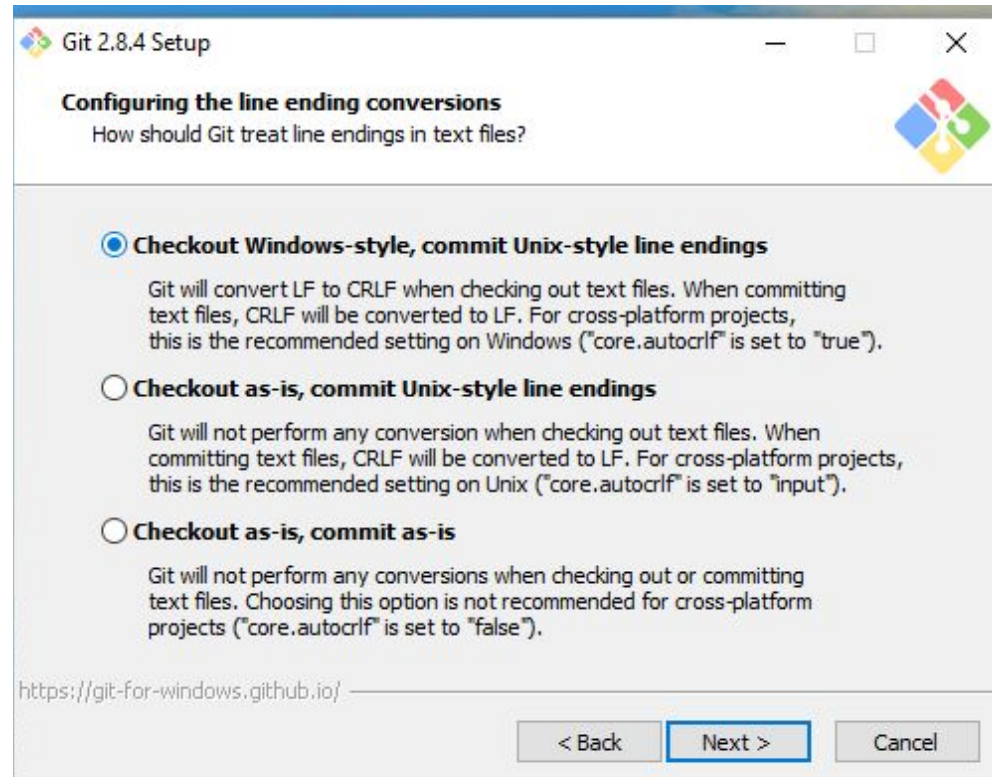 Git 2.8.4 Setup
Configuring the line ending conversions
How should Git treat line endings in text files?
Checkout Windows-style, commit Unix-style line endings
Git will convert LF to CRLF when checking out text files. When committing
text files, CRLF will be converted to LF. For cross-platform projects,
this is the recommended setting on Windows ("core.autocrlf" is set to "true").
Checkout as-is, commit Unix-style line endings
Git will not perform any conversion when checking out text files. When
committing text files, CRLF will be converted to LF. For cross-platform projects,
this is the recommended setting on Unix ("core.autocrlf" is set to "input").
Checkout as-is, commit as-is
Git will not perform any conversions when checking out or committing
text files. Choosing this option is not recommended for cross-platform
projects ("core.autocrlf" is set to "false").
https://git-for-windows.github.io/
< Back Next > Cancel